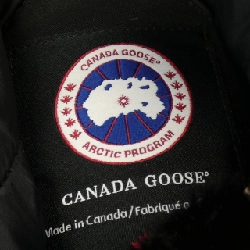 CANADA GOOSE®
ARCTIC PROGRAM
CANADA GOOSE®
Made in Canada/Fabriqué